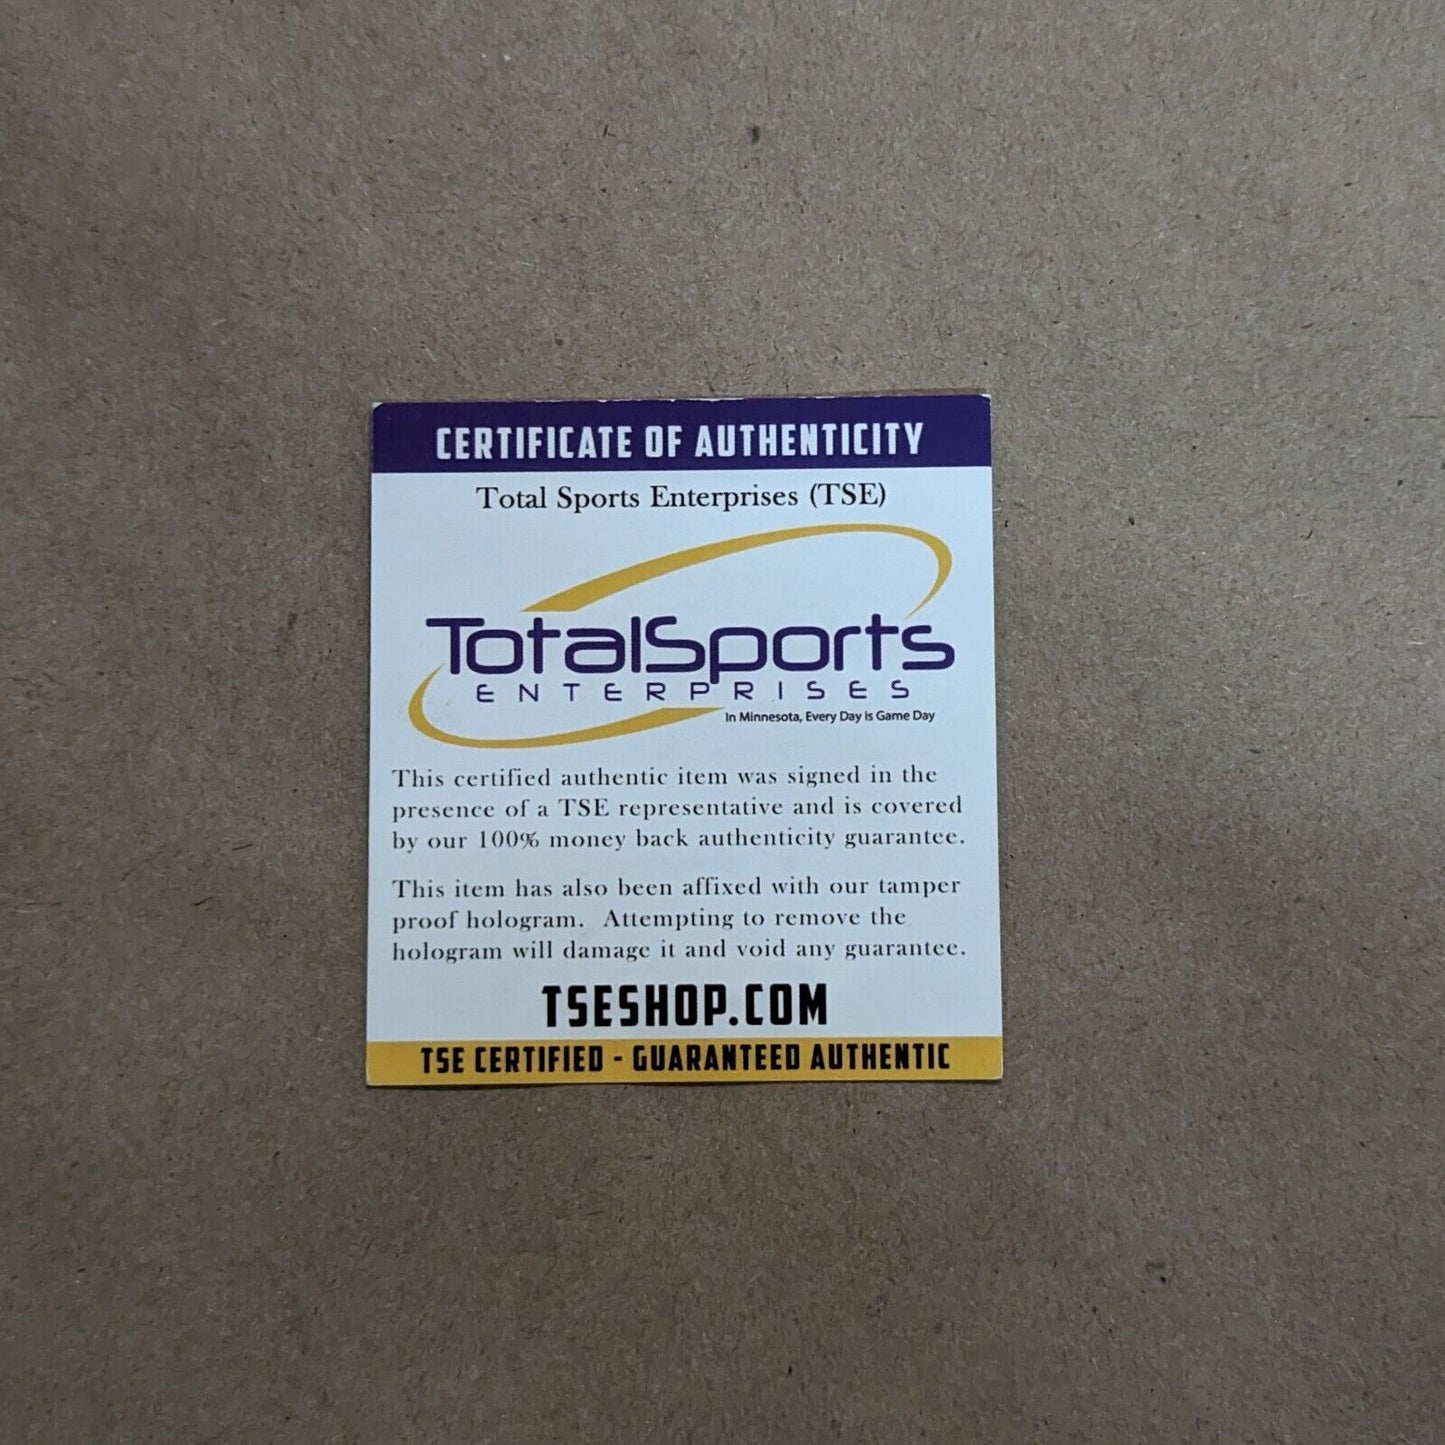 CERTIFICATE OF AUTHENTICITY
Total Sports Enterprises (TSE)
TotalSports
ENTERPRISES
In Minnesota, Every Day is Game Day
This certified authentic item was signed in the
presence of a TSE representative and is covered
by our 100% money back authenticity guarantee.
This item has also been affixed with our tamper
proof hologram. Attempting to remove the
hologram will damage it and void any guarantee.
TSESHOP.COM
TSE CERTIFIED - GUARANTEED AUTHENTIC